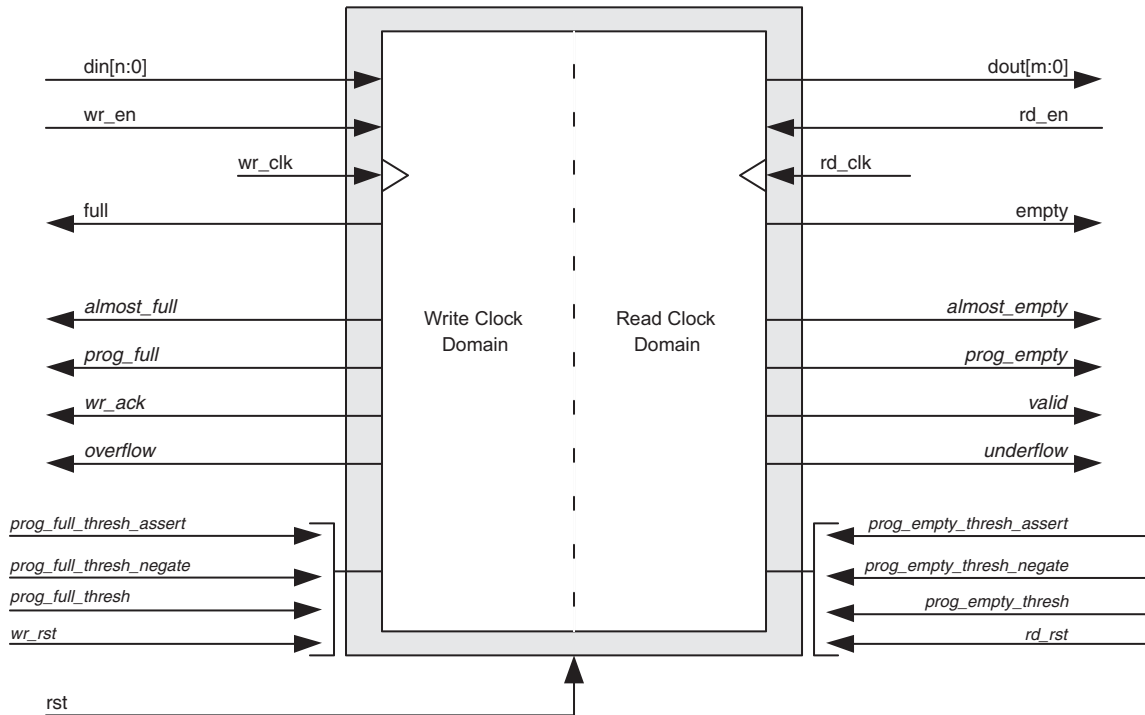 din[n:0]
dout[m:0]
wr_en
rd_en
wr_clk
rd_clk
full
empty
almost_full
Write Clock
Domain
Read Clock
Domain
almost_empty
prog_full
prog_empty
wr_ack
valid
overflow
underflow
prog_full_thresh_assert
prog_empty_thresh_assert
prog_full_thresh_negate
prog_empty_thresh_negate
prog_full_thresh
prog_empty_thresh
wr_rst
rd_rst
rst